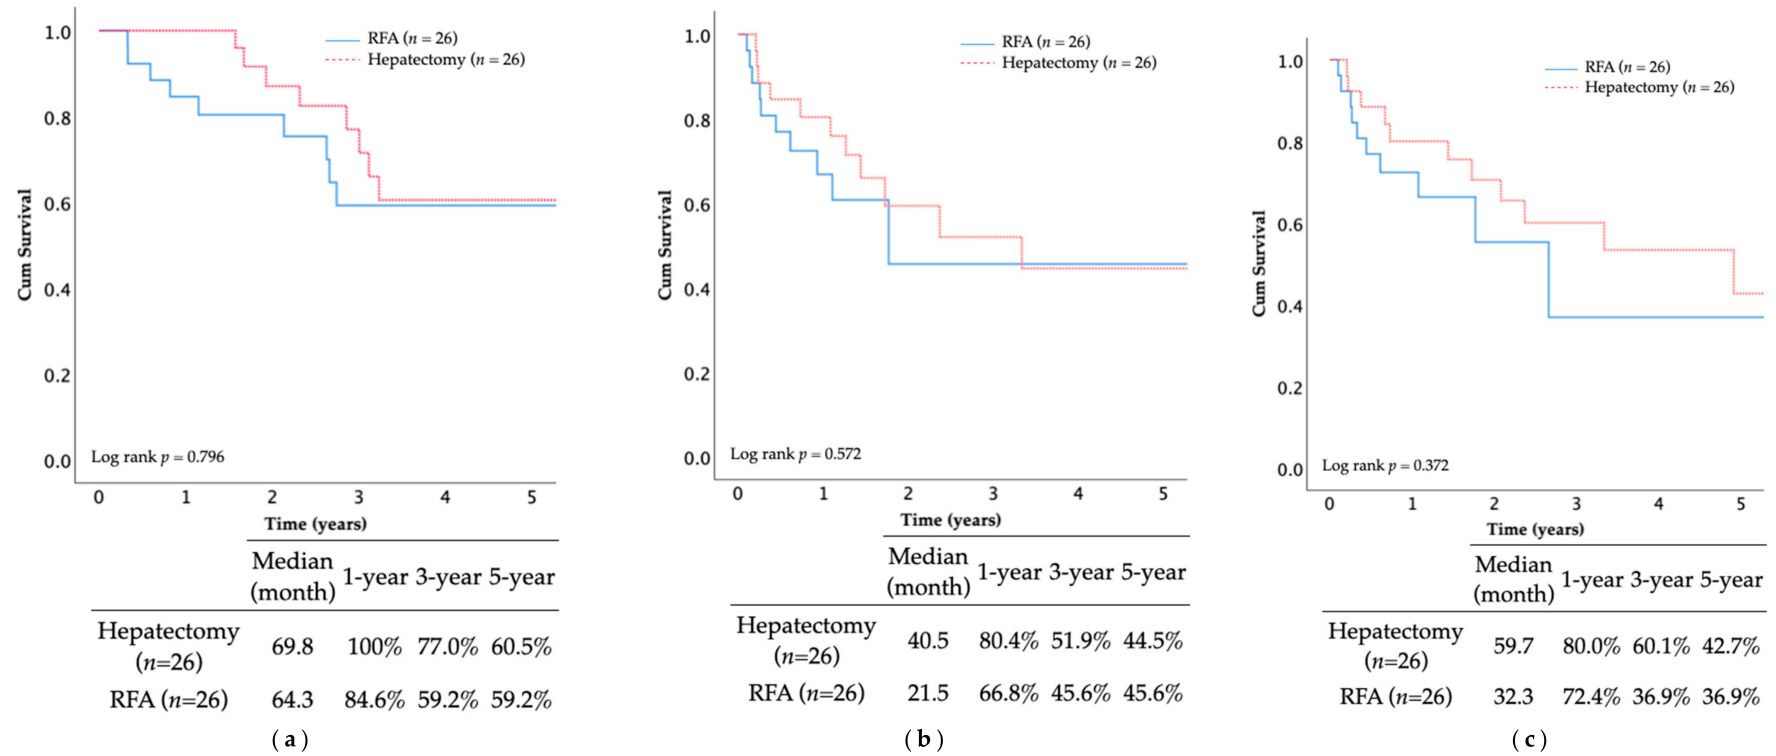 1.0
0.8
0.6
0.4
0.2
0.0
Cum Survival
RFA (n = 26)
Hepatectomy (n = 26)
Log rank p = 0.796
0 1 2 3 4 5
Time (years)
Median
(month) 1-year 3-year 5-year
Hepatectomy
(n=26) 69.8 100% 77.0% 60.5%
RFA (n=26) 64.3 84.6% 59.2% 59.2%
( a )
1.0
0.8
0.6
0.4
0.2
0.0
Cum Survival
RFA (n = 26)
Hepatectomy (n = 26)
Log rank p = 0.572
0 1 2 3 4 5
Time (years)
Median
(month) 1-year 3-year 5-year
Hepatectomy
(n=26) 40.5 80.4% 51.9% 44.5%
RFA (n=26) 21.5 66.8% 45.6% 45.6%
( b )
1.0
0.8
0.6
0.4
0.2
0.0
Cum Survival
RFA (n = 26)
Hepatectomy (n = 26)
Log rank p = 0.372
0 1 2 3 4 5
Time (years)
Median
(month) 1-year 3-year 5-year
Hepatectomy
(n=26) 59.7 80.0% 60.1% 42.7%
RFA (n=26) 32.3 72.4% 36.9% 36.9%
( c )